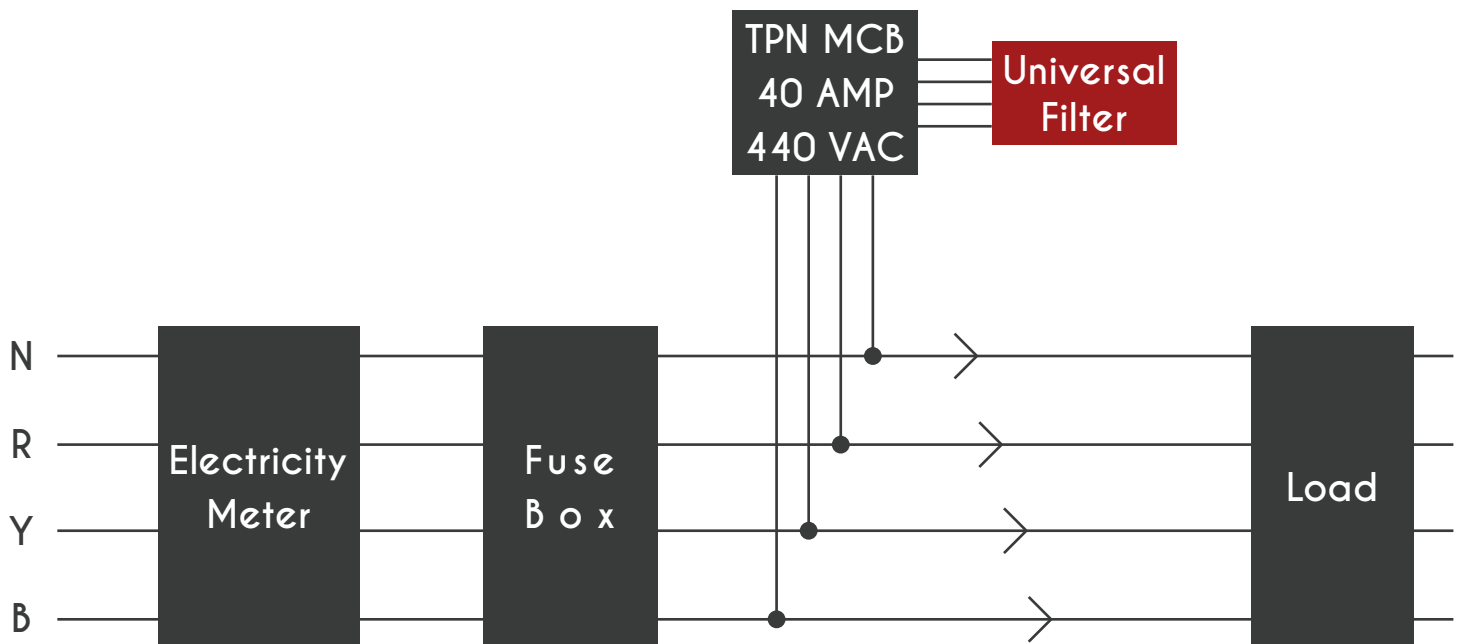 TPN MCB
40 AMP
440 VAC
Universal
Filter
N
R
Y
B
Electricity
Meter
Fuse
Box
Load